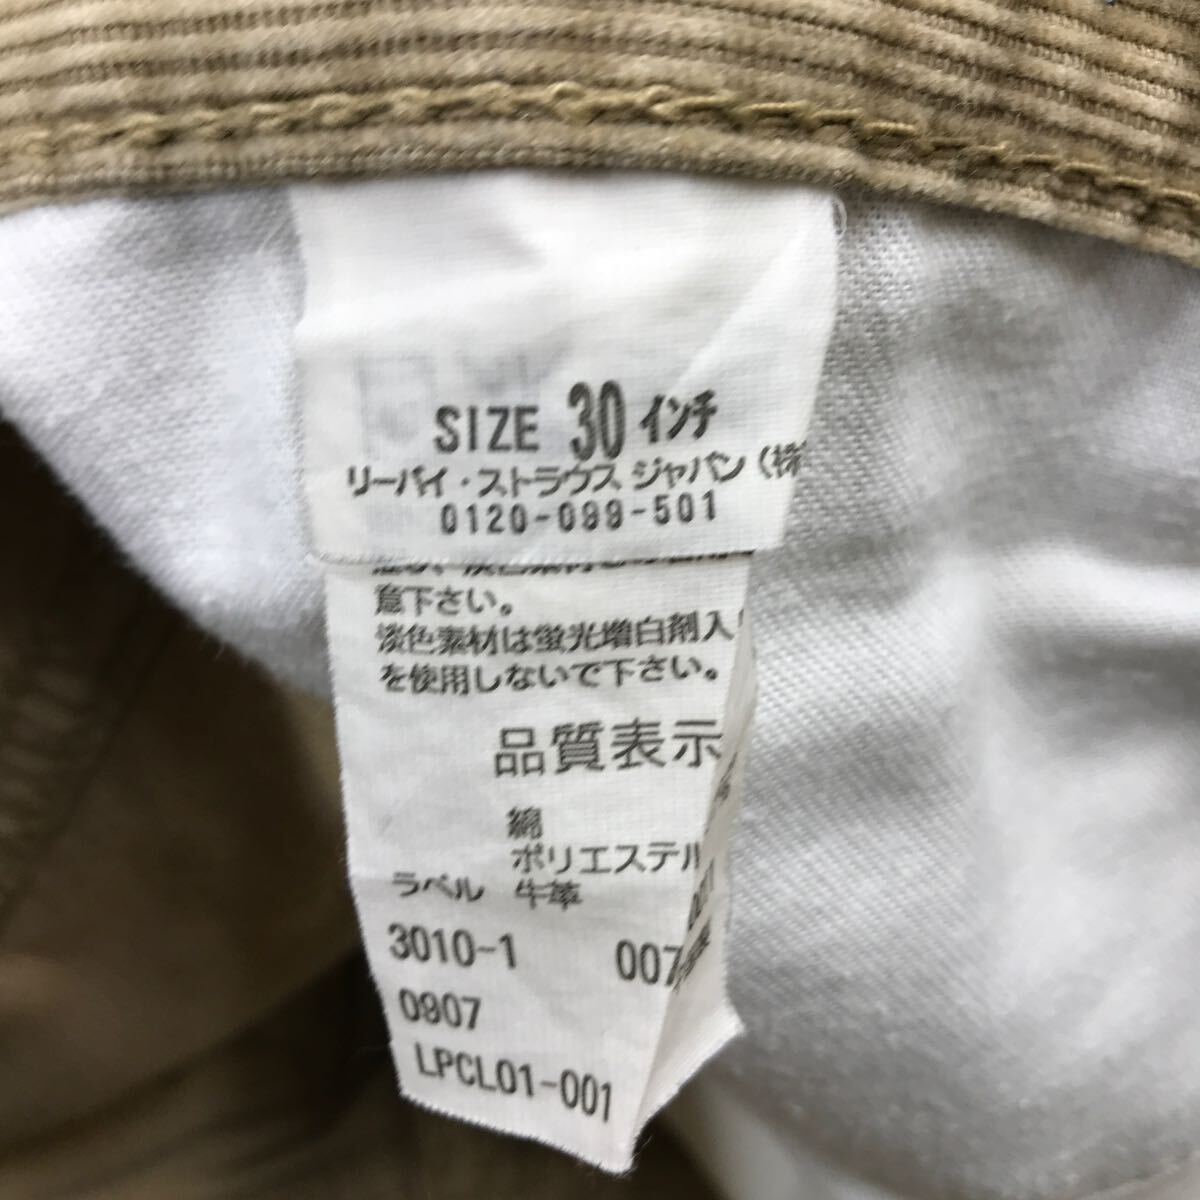 SIZE 30 インチ
リーバイ・ストラウス ジャパン(株
0120-099-501
意下さい。
淡色素材は蛍光増白剤入
を使用しないで下さい。
品質表示
綿
ポリエステル
ラベル 牛革
3010-1 007
0907
LPCL01-001